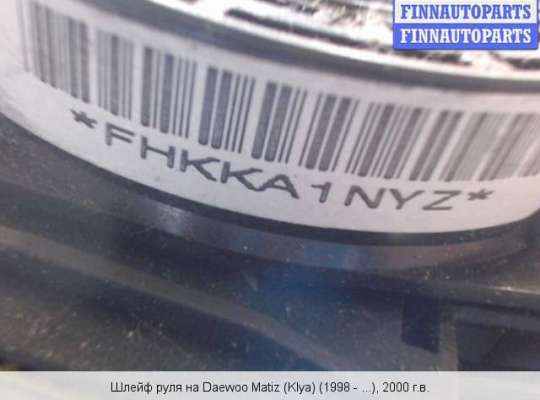 FINNAUTOPARTS
FINNAUTOPARTS
*FHKKA1NYZ*
Шлейф руля на Daewoo Matiz (Klya) (1998 - ...), 2000 г.в.